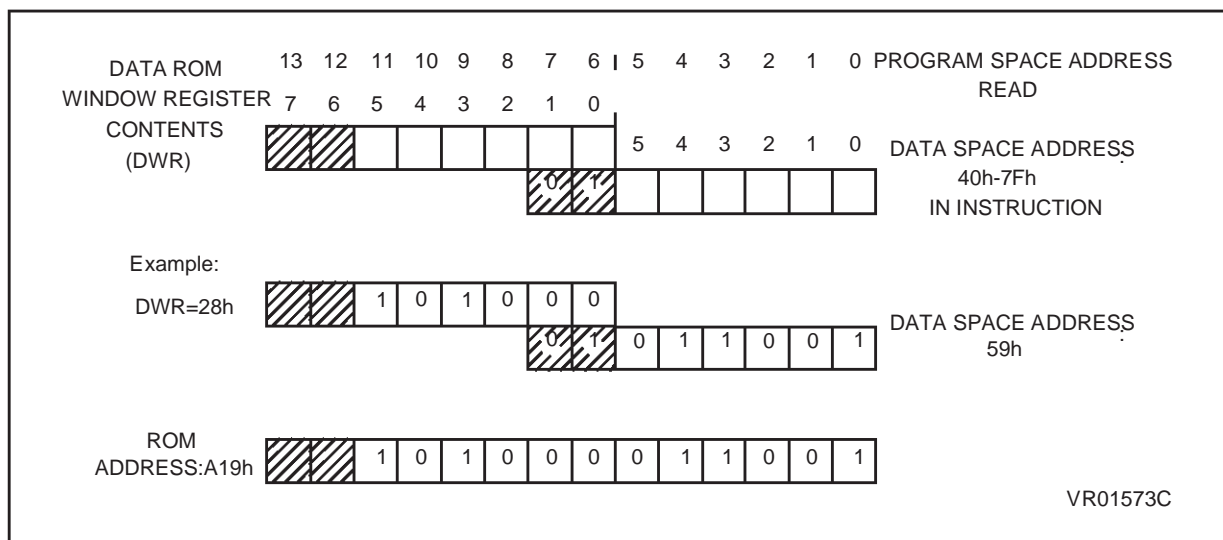 DATA ROM
WINDOW REGISTER
CONTENTS
(DWR)
13 12 11 10 9 8 7 6 5 4 3 2 1 0
7 6 5 4 3 2 1 0
PROGRAM SPACE ADDRESS
READ
5 4 3 2 1 0
0 1
DATA SPACE ADDRESS :
40h-7Fh
IN INSTRUCTION
Example:
DWR=28h
1 0 1 0 0 0
0 1 0 1 1 0 0 1
DATA SPACE ADDRESS :
59h
ROM
ADDRESS:A19h
1 0 1 0 0 0 0 1 1 0 0 1
VR01573C